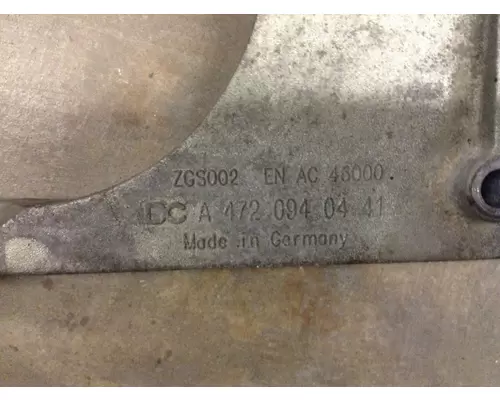 ZGS002 EN AC 46000.
DC A 472 094 04 41
Made in Germany